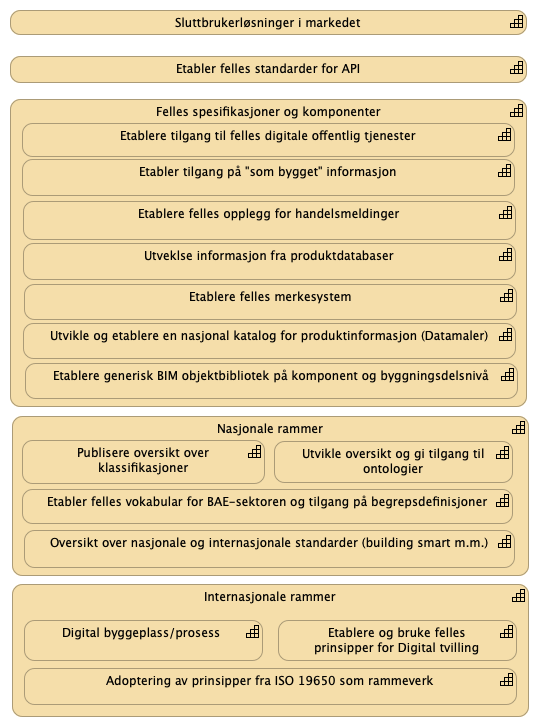 Sluttbrukerløsninger i markedet
Etabler felles standarder for API
Felles spesifikasjoner og komponenter
Etablere tilgang til felles digitale offentlig tjenester
Etabler tilgang på "som bygget" informasjon
Etablere felles opplegg for handelsmeldinger
Utveklse informasjon fra produktdatabaser
Etablere felles merkesystem
Utvikle og etablere en nasjonal katalog for produktinformasjon (Datamaler)
Etablere generisk BIM objektbibliotek på komponent og byggningsdelsnivå
Nasjonale rammer
Publisere oversikt over
klassifikasjoner
Utvikle oversikt og gi tilgang til
ontologier
Etabler felles vokabular for BAE-sektoren og tilgang på begrepsdefinisjoner
Oversikt over nasjonale og internasjonale standarder (building smart m.m.)
Internasjonale rammer
Digital byggeplass/prosess
Etablere og bruke felles
prinsipper for Digital tvilling
Adoptering av prinsipper fra ISO 19650 som rammeverk